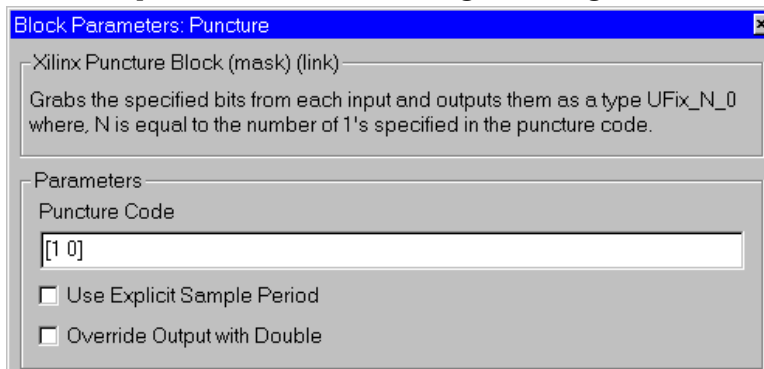 Block Parameters: Puncture
Xilinx Puncture Block (mask) (link)
Grabs the specified bits from each input and outputs them as a type UFix_N_0
where, N is equal to the number of 1's specified in the puncture code.
Parameters
Puncture Code
[1 0]
Use Explicit Sample Period
Override Output with Double